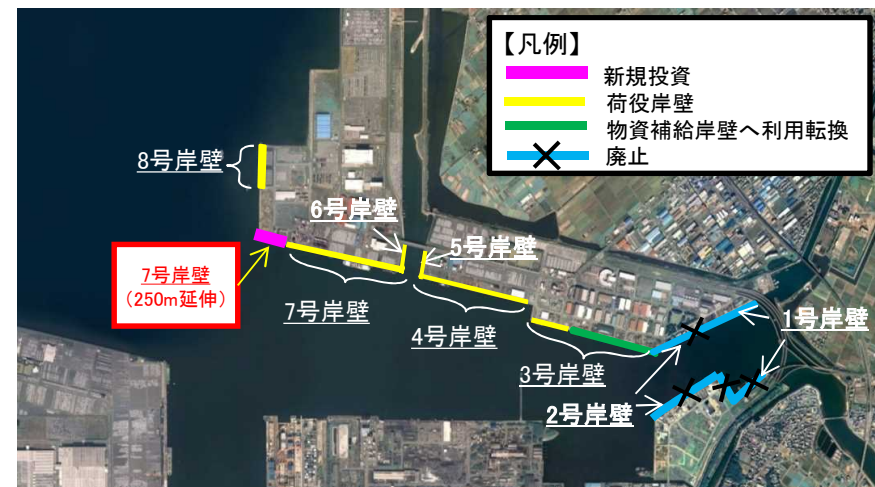 【凡例】
新規投資
荷役岸壁
物資補給岸壁へ利用転換
廃止
8号岸壁
6号岸壁
5号岸壁
7号岸壁
（250m延伸）
7号岸壁
4号岸壁
3号岸壁
1号岸壁
2号岸壁